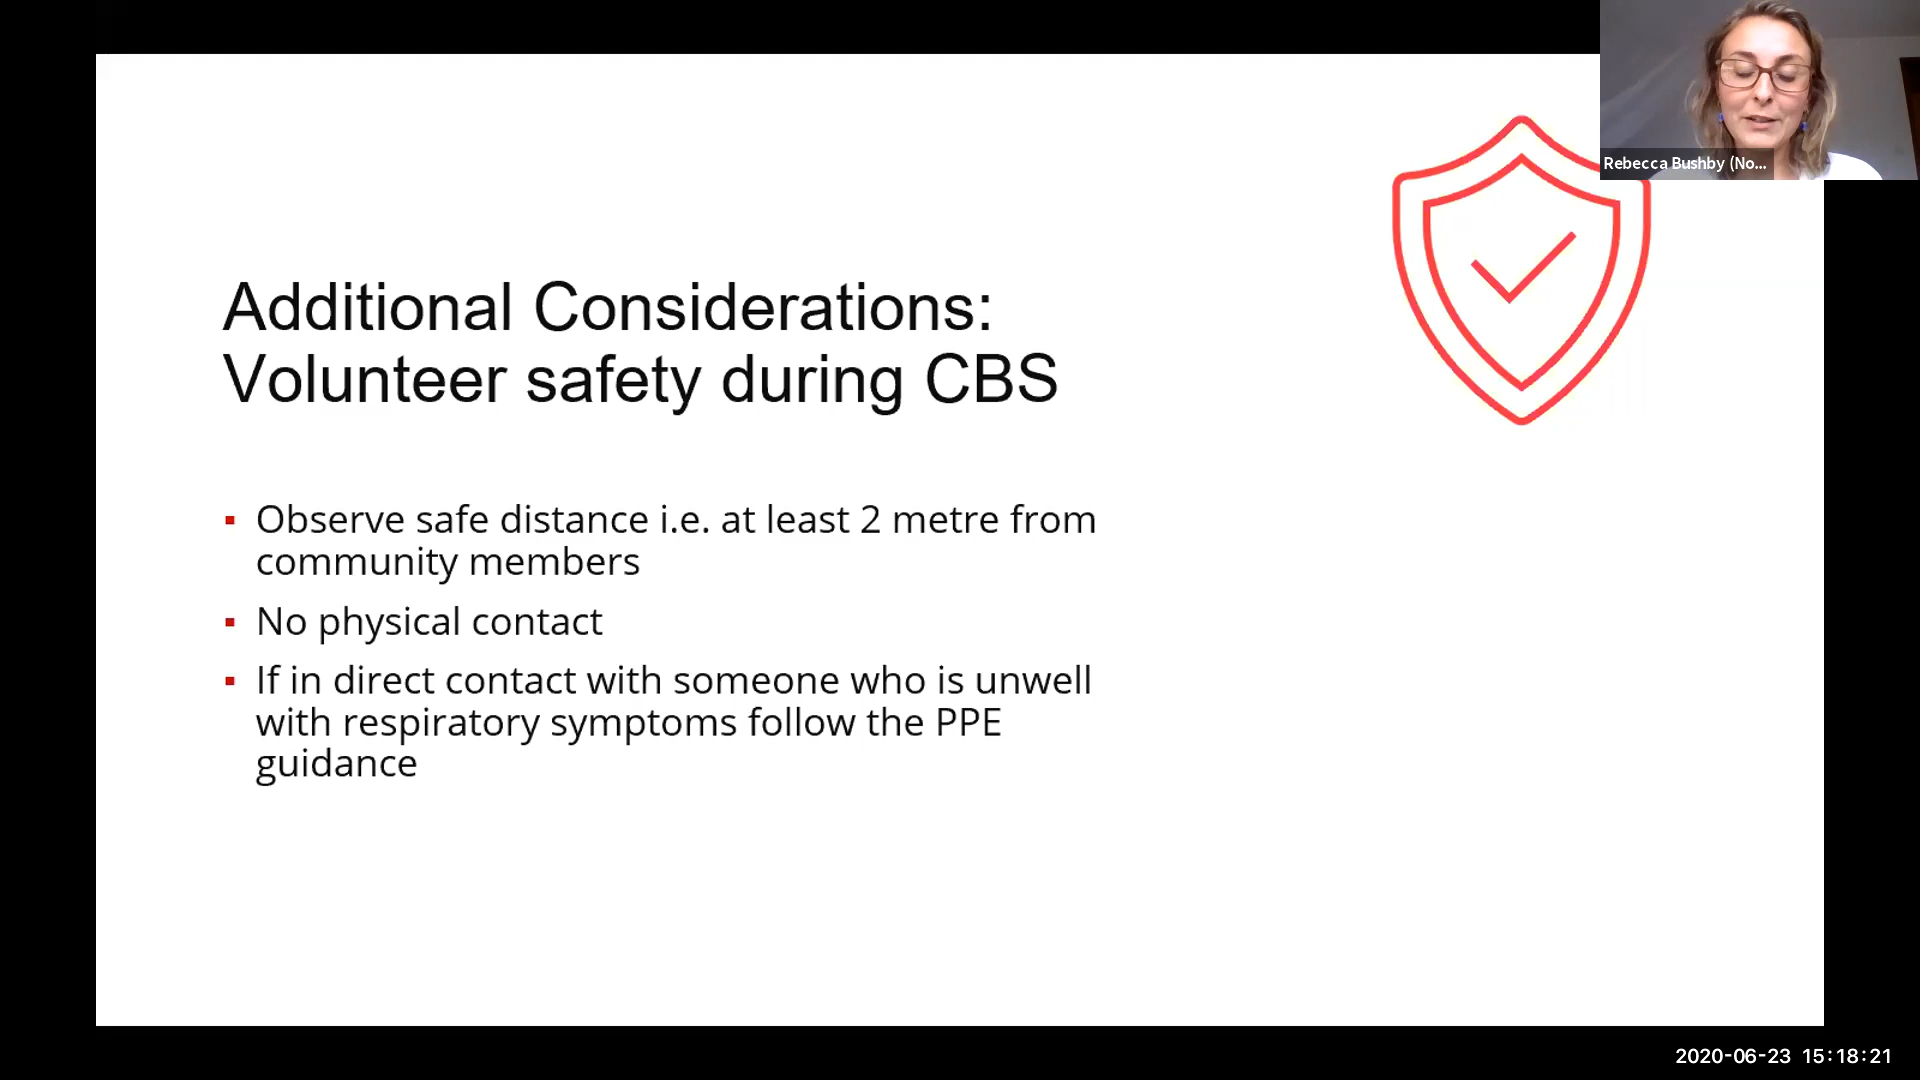 Rebecca Bushby (No...
Additional Considerations:
Volunteer safety during CBS
▪ Observe safe distance i.e. at least 2 metre from
community members
▪ No physical contact
▪ If in direct contact with someone who is unwell
with respiratory symptoms follow the PPE
guidance
2020-06-23 15:18:21